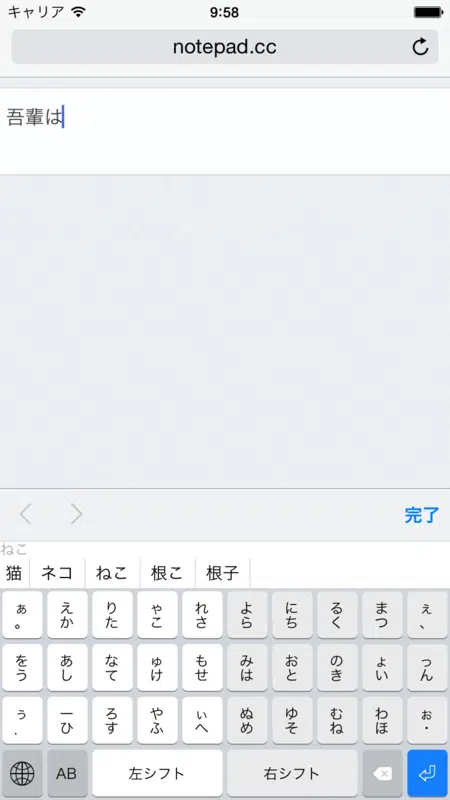 キャリア 9:58
notepad.cc
吾輩は
完了
ねこ
猫 ネコ ねこ 根こ 根子
ぁ え り ゃ れ よ に る ま ぇ
。 か た こ さ ら ち く つ 、
を あ な ゅ も み お の ょ っ
う し て け せ は と き い ん
ぅ ー ろ や ぃ ぬ ゆ む わ ぉ
． ひ す ふ へ め そ ね ほ ・
AB 左シフト 右シフト